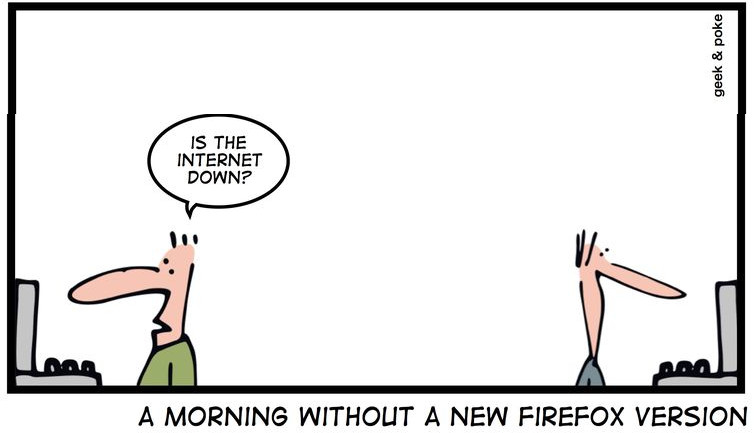 geek & poke
IS THE
INTERNET
DOWN?
A MORNING WITHOUT A NEW FIREFOX VERSION